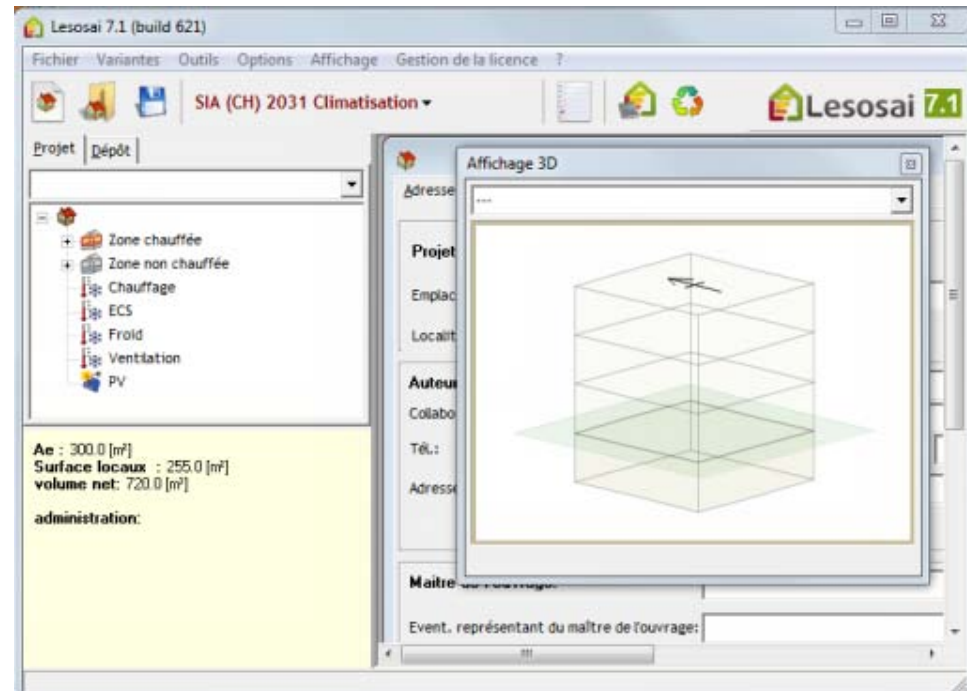 Lesosai 7.1 (build 621)
Fichier Variantes Outils Options Affichage Gestion de la licence ?
SIA (CH) 2031 Climatisation
Lesosai 7.1
Projet Dépôt
Zone chauffée
Zone non chauffée
Chauffage
ECS
Froid
Ventilation
PV
Ae : 300.0 [m²]
Surface locaux : 255.0 [m²]
volume net: 720.0 [m²]
administration:
Affichage 3D
---
Adresse
Projet
Emplac
Localit
Auteur
Collabo
Tél.:
Adresse
Maitre
Event. représentant du maître de l'ouvrage: